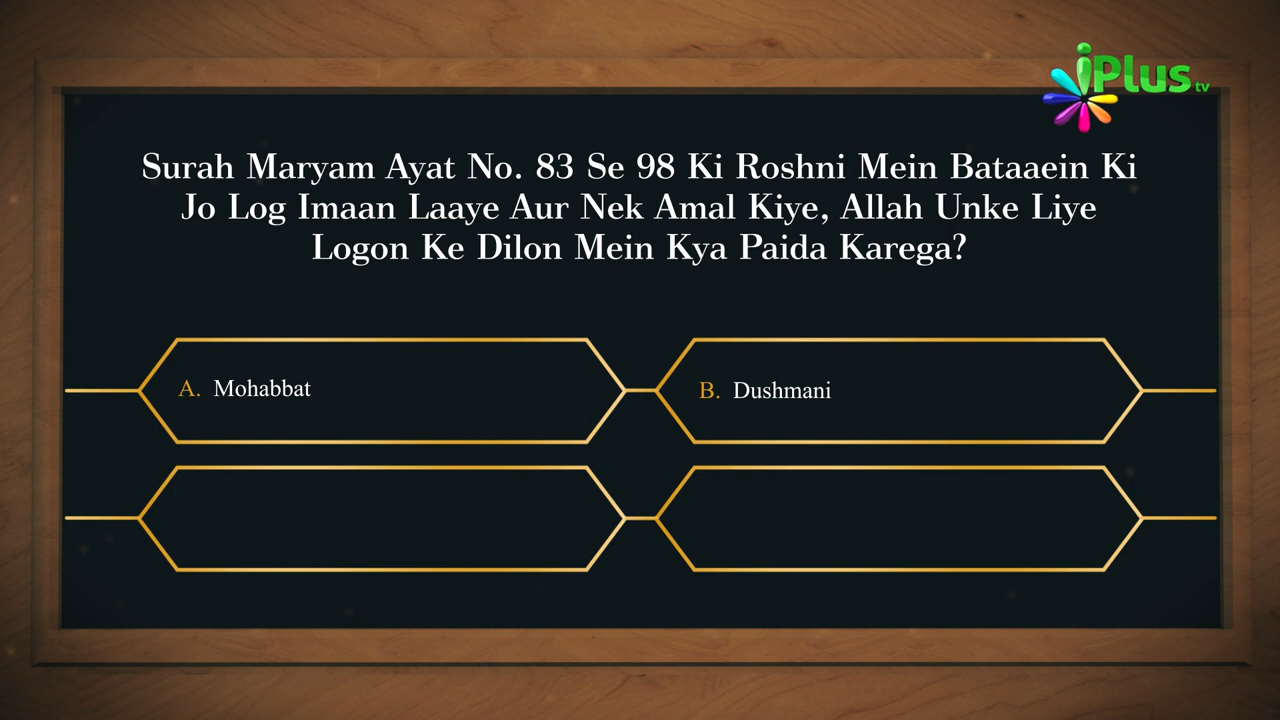 iPlus tv
Surah Maryam Ayat No. 83 Se 98 Ki Roshni Mein Bataaein Ki
Jo Log Imaan Laaye Aur Nek Amal Kiye, Allah Unke Liye
Logon Ke Dilon Mein Kya Paida Karega?
A. Mohabbat
B. Dushmani